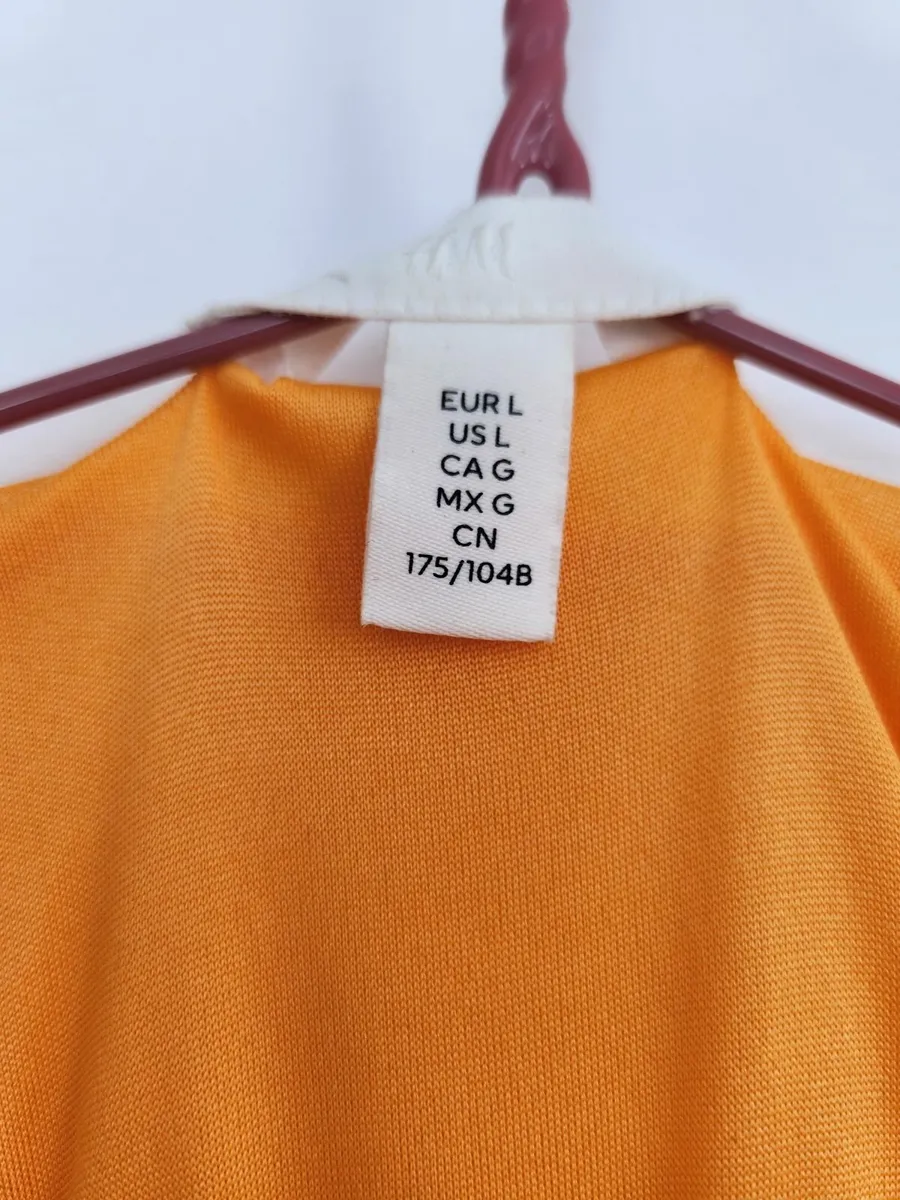 EUR L
US L
CA G
MX G
CN
175/104B